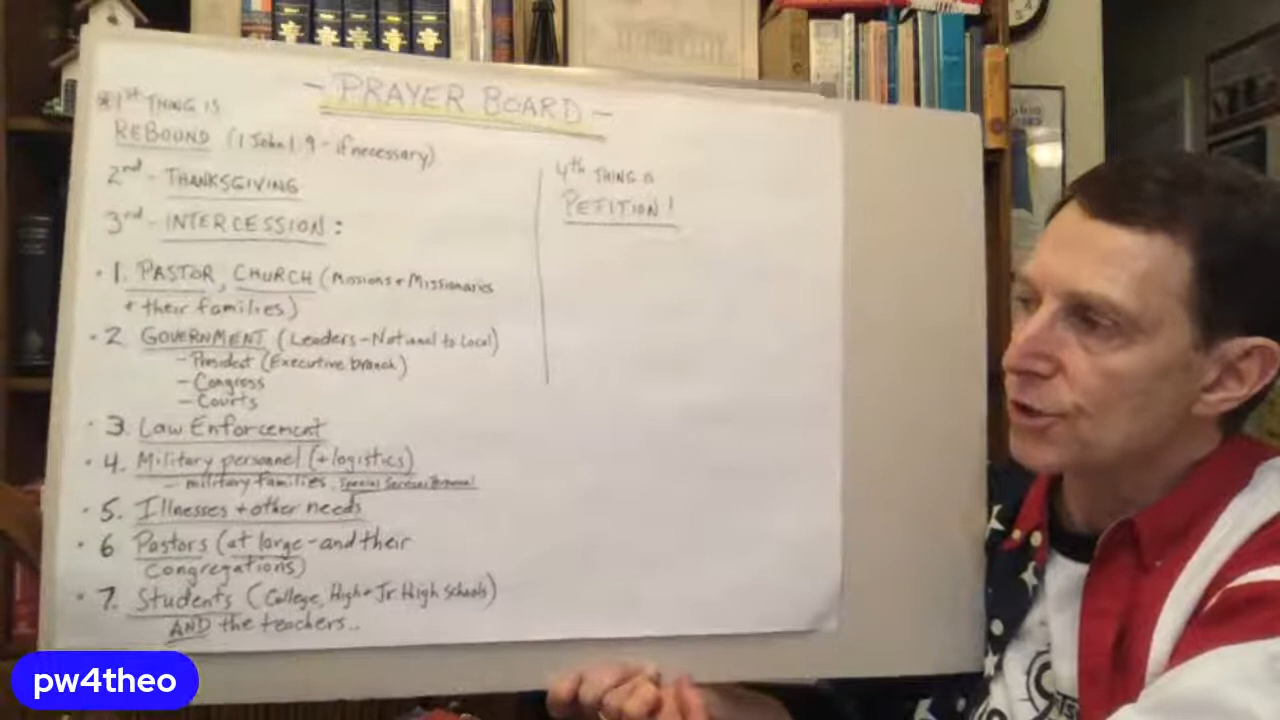 - PRAYER BOARD -
*1st THING IS
REBOUND (1 John 1:9 - if necessary)
2nd - THANKSGIVING
3rd - INTERCESSION:
• 1. PASTOR, CHURCH (Missions + Missionaries
+ their families)
• 2 GOVERNMENT (Leaders - National to Local)
- President (Executive branch)
- Congress
- Courts
• 3. Law Enforcement
• 4. Military personnel (+ logistics)
- military families,
• 5. Illnesses + other needs
• 6 Pastors (at large - and their
congregations)
• 7. Students (College, High + Jr High Schools)
AND the teachers..
4th THING IS
PETITION!
pw4theo